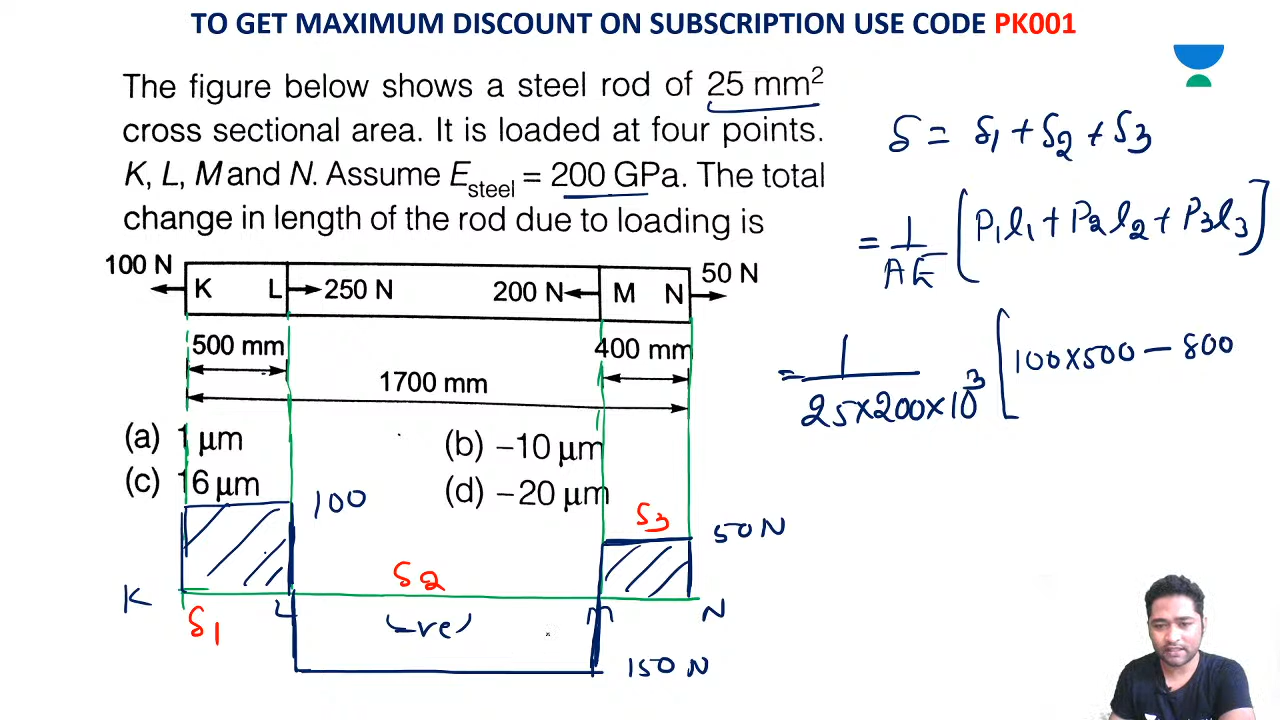 TO GET MAXIMUM DISCOUNT ON SUBSCRIPTION USE CODE PK001
The figure below shows a steel rod of 25 mm²
cross sectional area. It is loaded at four points.
K, L, M and N. Assume E_steel = 200 GPa. The total
change in length of the rod due to loading is
100 N
K L 250 N 200 N M N 50 N
500 mm 400 mm
1700 mm
(a) 1 μm (b) −10 μm
(c) 16 μm (d) −20 μm
100
δ3
50 N
δ2
K L m N
δ1
(-ve)
150 N
δ = δ1 + δ2 + δ3
= 1/AE [P1l1 + P2l2 + P3l3]
= 1/25×200×10³ [100×500 − 800